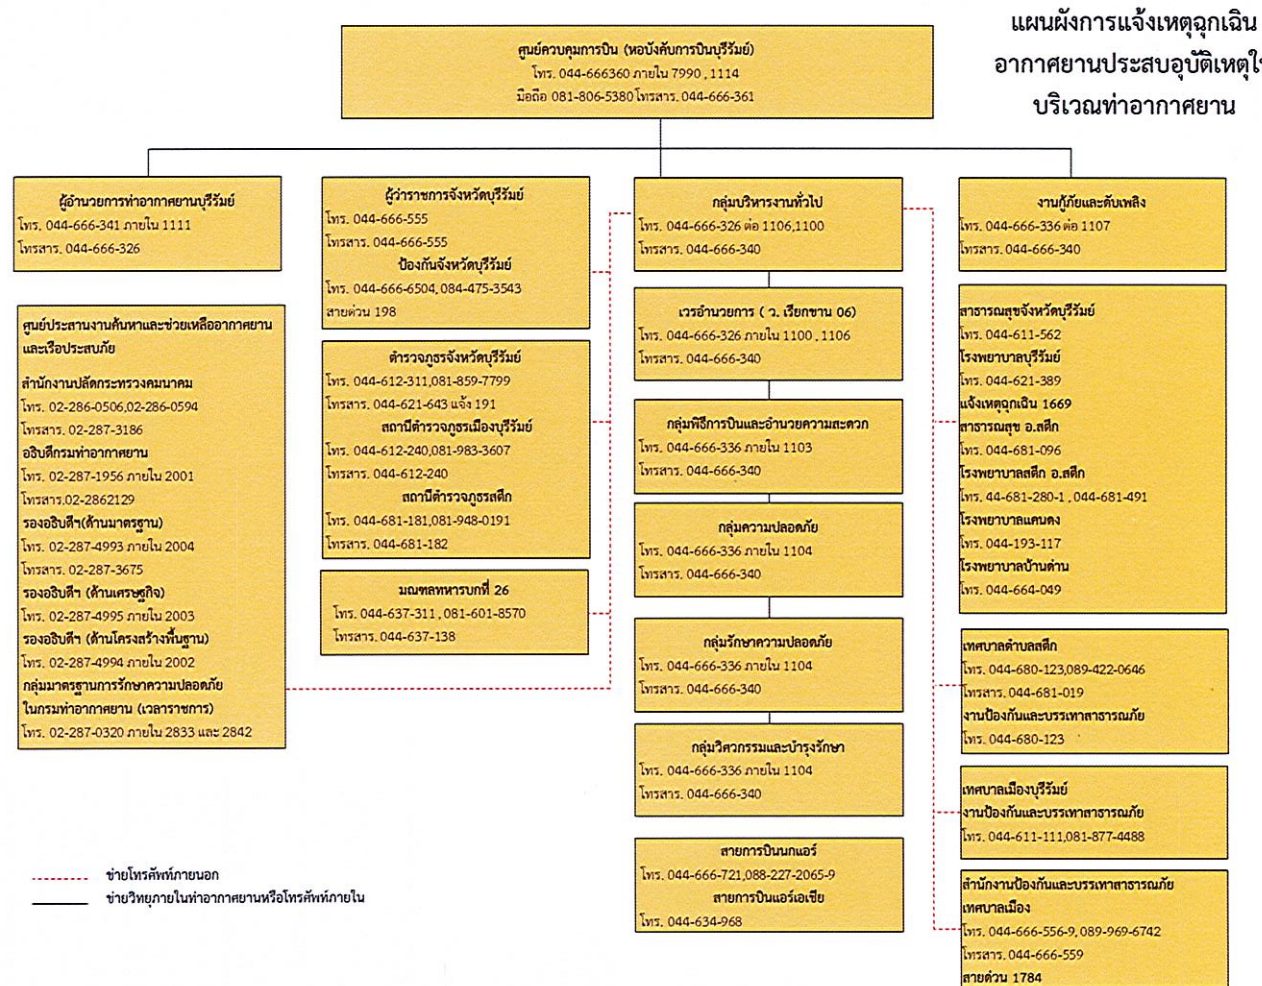 แผนผังการแจ้งเหตุฉุกเฉิน
อากาศยานประสบอุบัติเหตุใน
บริเวณท่าอากาศยาน
ศูนย์ควบคุมการบิน (หอบังคับการบินบุรีรัมย์)
โทร. 044-666360 ภายใน 7990 , 1114
มือถือ 081-806-5380 โทรสาร. 044-666-361
ผู้อำนวยการท่าอากาศยานบุรีรัมย์
โทร. 044-666-341 ภายใน 1111
โทรสาร. 044-666-326
ศูนย์ประสานงานค้นหาและช่วยเหลืออากาศยาน
และเรือประสบภัย
สำนักงานปลัดกระทรวงคมนาคม
โทร. 02-286-0506,02-286-0594
โทรสาร. 02-287-3186
อธิบดีกรมท่าอากาศยาน
โทร. 02-287-1956 ภายใน 2001
โทรสาร.02-2862129
รองอธิบดีฯ(ด้านมาตรฐาน)
โทร. 02-287-4993 ภายใน 2004
โทรสาร. 02-287-3675
รองอธิบดีฯ (ด้านเศรษฐกิจ)
โทร. 02-287-4995 ภายใน 2003
รองอธิบดีฯ (ด้านโครงสร้างพื้นฐาน)
โทร. 02-287-4994 ภายใน 2002
กลุ่มมาตรฐานการรักษาความปลอดภัย
ในกรมท่าอากาศยาน (เวลาราชการ)
โทร. 02-287-0320 ภายใน 2833 และ 2842
ผู้ว่าราชการจังหวัดบุรีรัมย์
โทร. 044-666-555
โทรสาร. 044-666-555
ป้องกันจังหวัดบุรีรัมย์
โทร. 044-666-6504, 084-475-3543
สายด่วน 198
ตำรวจภูธรจังหวัดบุรีรัมย์
โทร. 044-612-311,081-859-7799
โทรสาร. 044-621-643 แจ้ง 191
สถานีตำรวจภูธรเมืองบุรีรัมย์
โทร. 044-612-240,081-983-3607
โทรสาร. 044-612-240
สถานีตำรวจภูธรสตึก
โทร. 044-681-181,081-948-0191
โทรสาร. 044-681-182
มณฑลทหารบกที่ 26
โทร. 044-637-311 , 081-601-8570
โทรสาร. 044-637-138
กลุ่มบริหารงานทั่วไป
โทร. 044-666-326 ต่อ 1106,1100
โทรสาร. 044-666-340
เวรอำนวยการ ( ว. เรียกขาน 06)
โทร. 044-666-326 ภายใน 1100 , 1106
โทรสาร. 044-666-340
กลุ่มพิธีการบินและอำนวยความสะดวก
โทร. 044-666-336 ภายใน 1103
โทรสาร. 044-666-340
กลุ่มความปลอดภัย
โทร. 044-666-336 ภายใน 1104
โทรสาร. 044-666-340
กลุ่มรักษาความปลอดภัย
โทร. 044-666-336 ภายใน 1104
โทรสาร. 044-666-340
กลุ่มวิศวกรรมและบำรุงรักษา
โทร. 044-666-336 ภายใน 1104
โทรสาร. 044-666-340
สายการบินนกแอร์
โทร. 044-666-721,088-227-2065-9
สายการบินแอร์เอเชีย
โทร. 044-634-968
งานกู้ภัยและดับเพลิง
โทร. 044-666-336 ต่อ 1107
โทรสาร. 044-666-340
สาธารณสุขจังหวัดบุรีรัมย์
โทร. 044-611-562
โรงพยาบาลบุรีรัมย์
โทร. 044-621-389
แจ้งเหตุฉุกเฉิน 1669
สาธารณสุข อ.สตึก
โทร. 044-681-096
โรงพยาบาลสตึก อ.สตึก
โทร. 44-681-280-1 , 044-681-491
โรงพยาบาลแคนดง
โทร. 044-193-117
โรงพยาบาลบ้านด่าน
โทร. 044-664-049
เทศบาลตำบลสตึก
โทร. 044-680-123,089-422-0646
โทรสาร. 044-681-019
งานป้องกันและบรรเทาสาธารณภัย
โทร. 044-680-123
เทศบาลเมืองบุรีรัมย์
งานป้องกันและบรรเทาสาธารณภัย
โทร. 044-611-111,081-877-4488
สำนักงานป้องกันและบรรเทาสาธารณภัย
เทศบาลเมือง
โทร. 044-666-556-9, 089-969-6742
โทรสาร. 044-666-559
สายด่วน 1784
ข่ายโทรศัพท์ภายนอก
ข่ายวิทยุภายในท่าอากาศยานหรือโทรศัพท์ภายใน